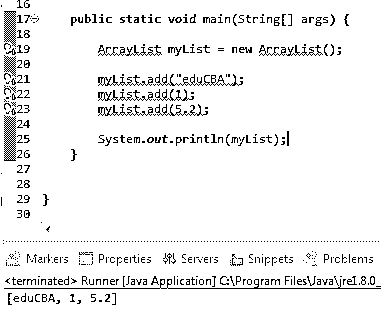 16
17 public static void main(String[] args) {
18
19 ArrayList myList = new ArrayList();
20
21 myList.add("eduCBA");
22 myList.add(1);
23 myList.add(5.2);
24
25 System.out.println(myList);
26 }
27
28
29 }
30
Markers Properties Servers Snippets Problems
<terminated> Runner [Java Application] C:\Program Files\Java\jre1.8.0_
[eduCBA, 1, 5.2]